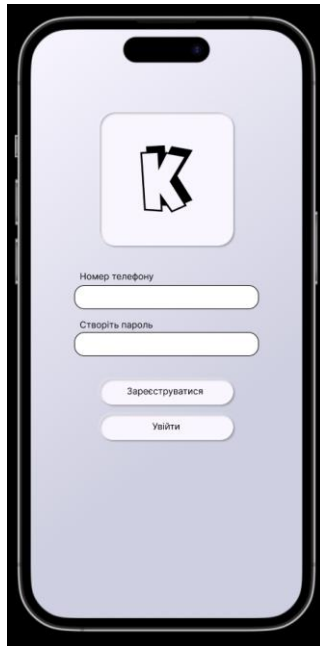 K
Номер телефону
Створіть пароль
Зареєструватися
Увійти